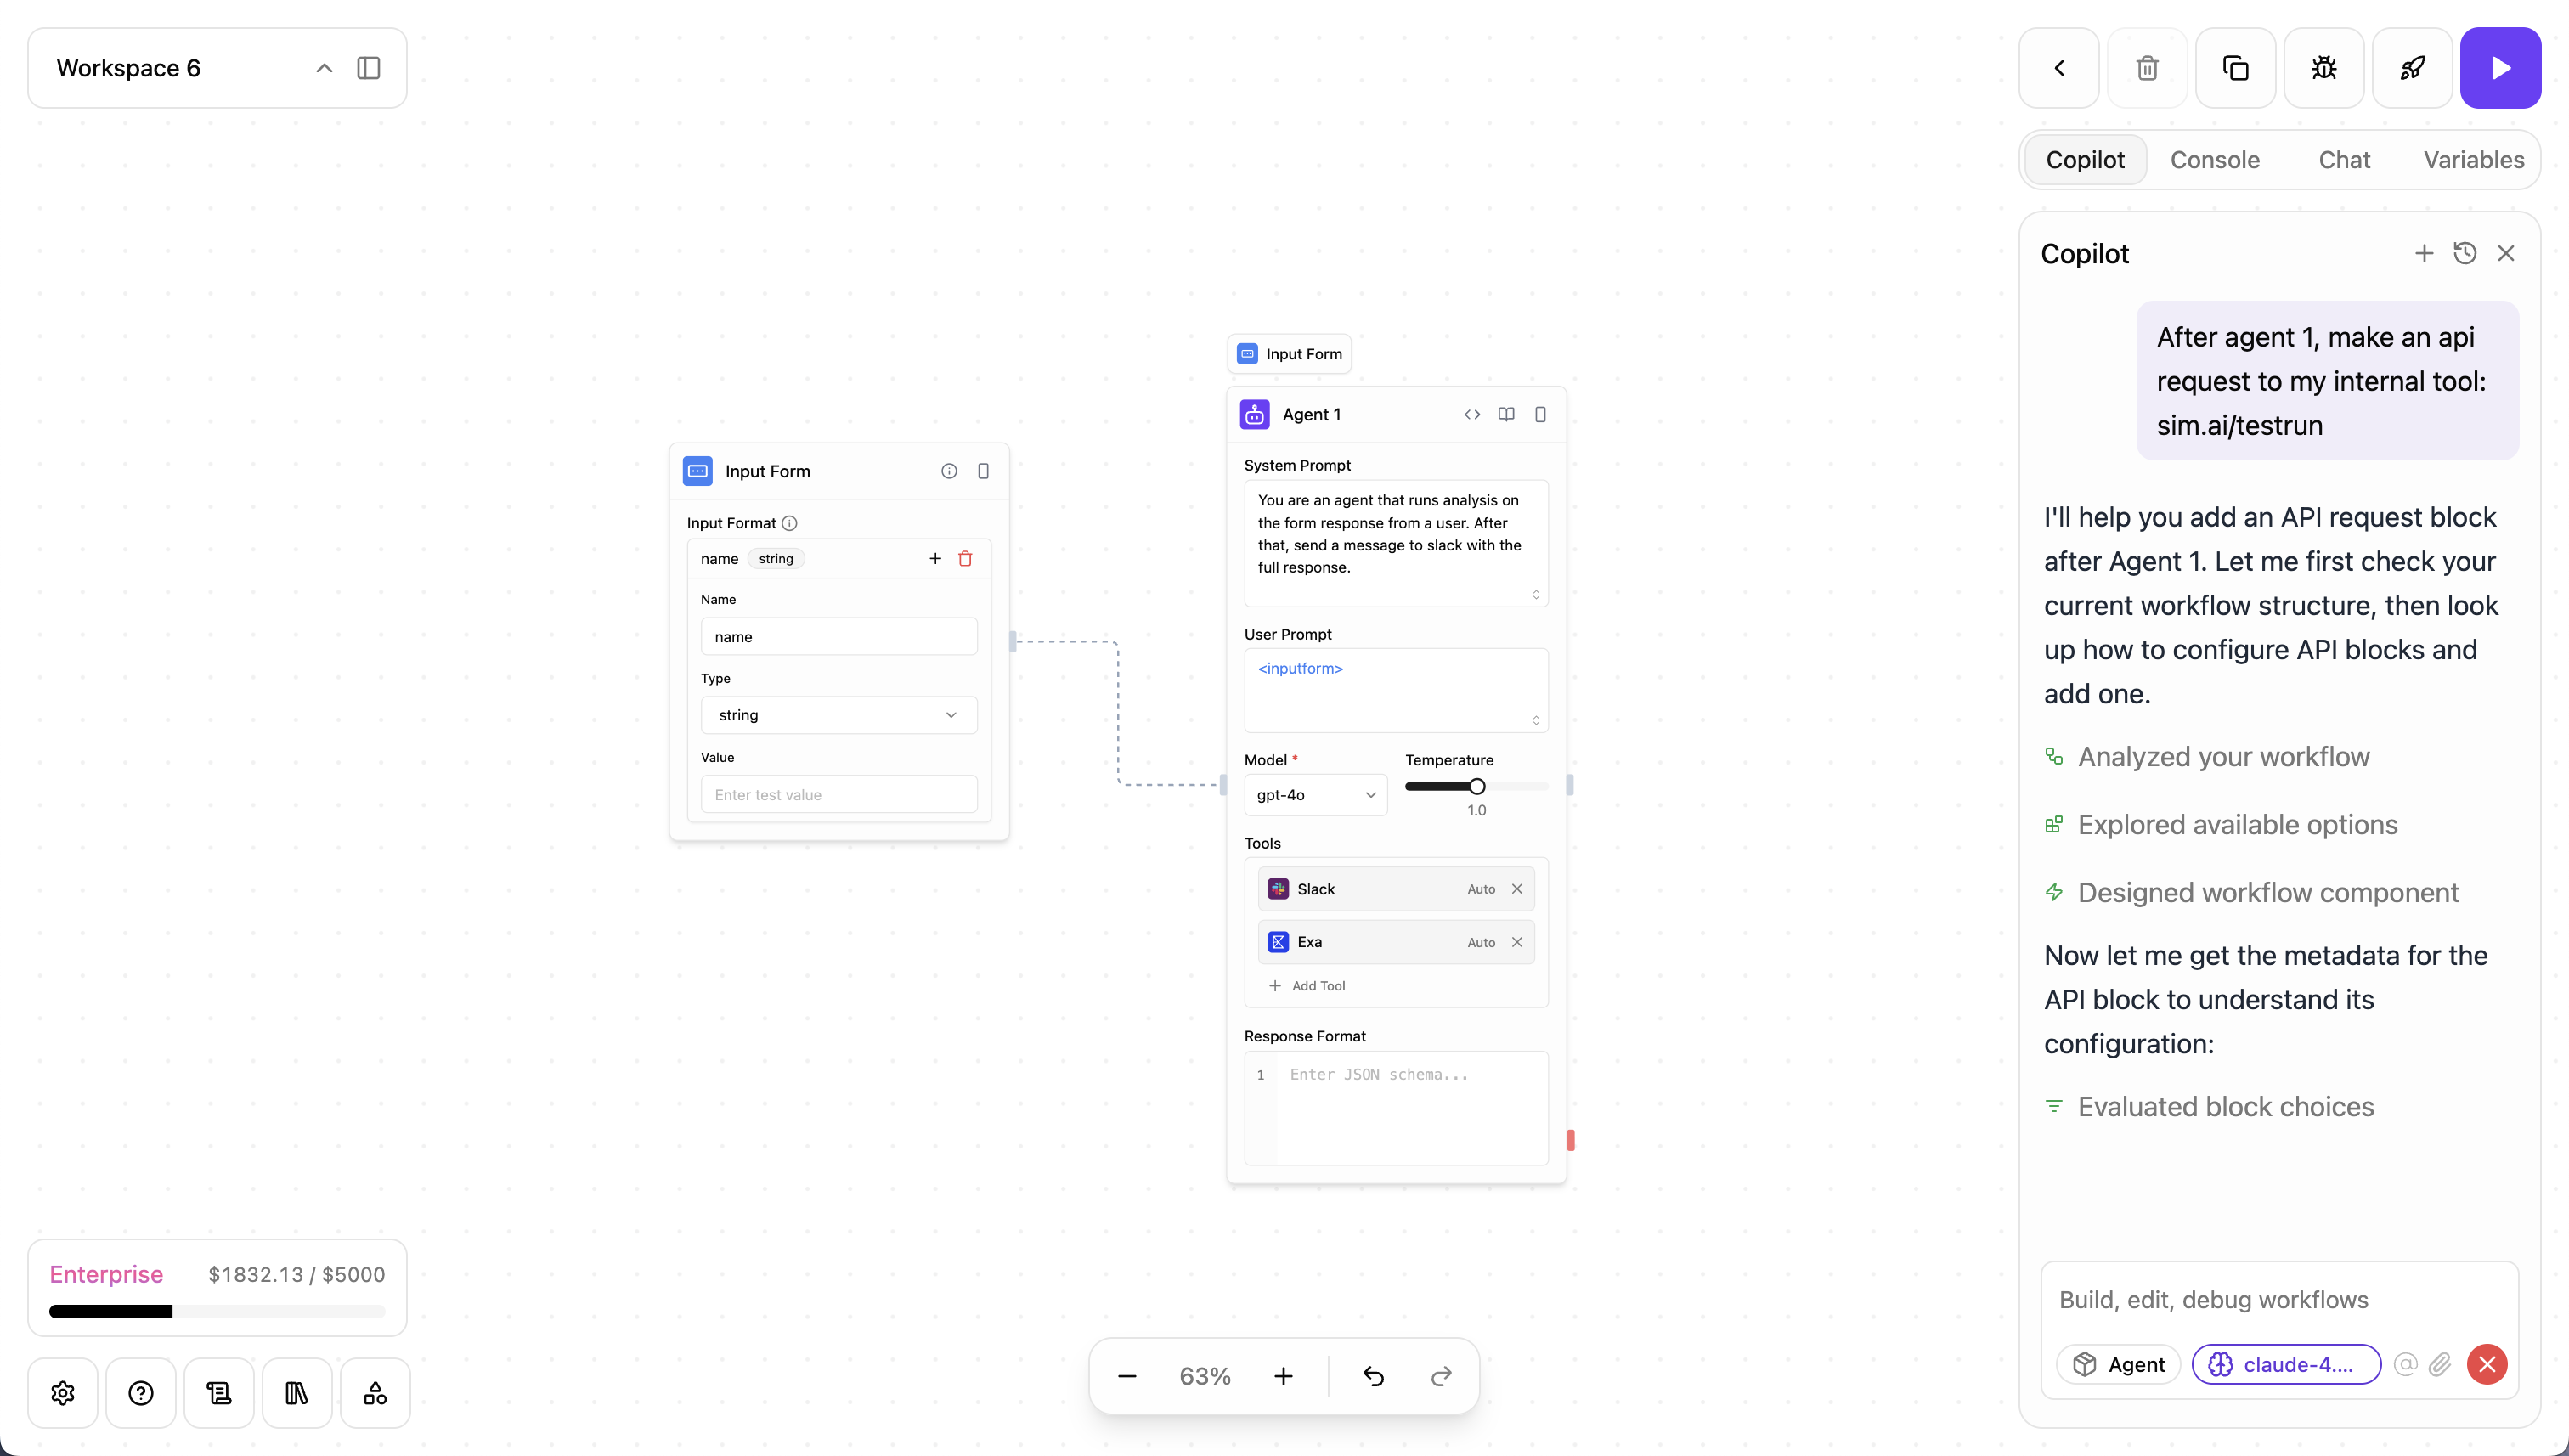 Workspace 6
Copilot
Console
Chat
Variables
Copilot
After agent 1, make an api
request to my internal tool:
sim.ai/testrun
I'll help you add an API request block
after Agent 1. Let me first check your
current workflow structure, then look
up how to configure API blocks and
add one.
Analyzed your workflow
Explored available options
Designed workflow component
Now let me get the metadata for the
API block to understand its
configuration:
Evaluated block choices
Build, edit, debug workflows
Agent
claude-4....
Input Form
Input Format
name
string
Name
name
Type
string
Value
Enter test value
Input Form
Agent 1
System Prompt
You are an agent that runs analysis on
the form response from a user. After
that, send a message to slack with the
full response.
User Prompt
<inputform>
Model *
gpt-4o
Temperature
1.0
Tools
Slack
Auto
Exa
Auto
Add Tool
Response Format
1
Enter JSON schema...
Enterprise
$1832.13 / $5000
63%